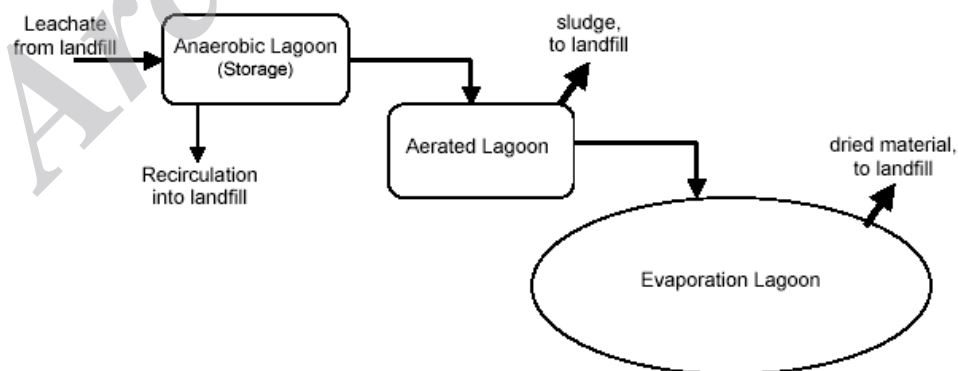 Leachate
from landfill
Anaerobic Lagoon
(Storage)
Recirculation
into landfill
sludge,
to landfill
Aerated Lagoon
dried material,
to landfill
Evaporation Lagoon